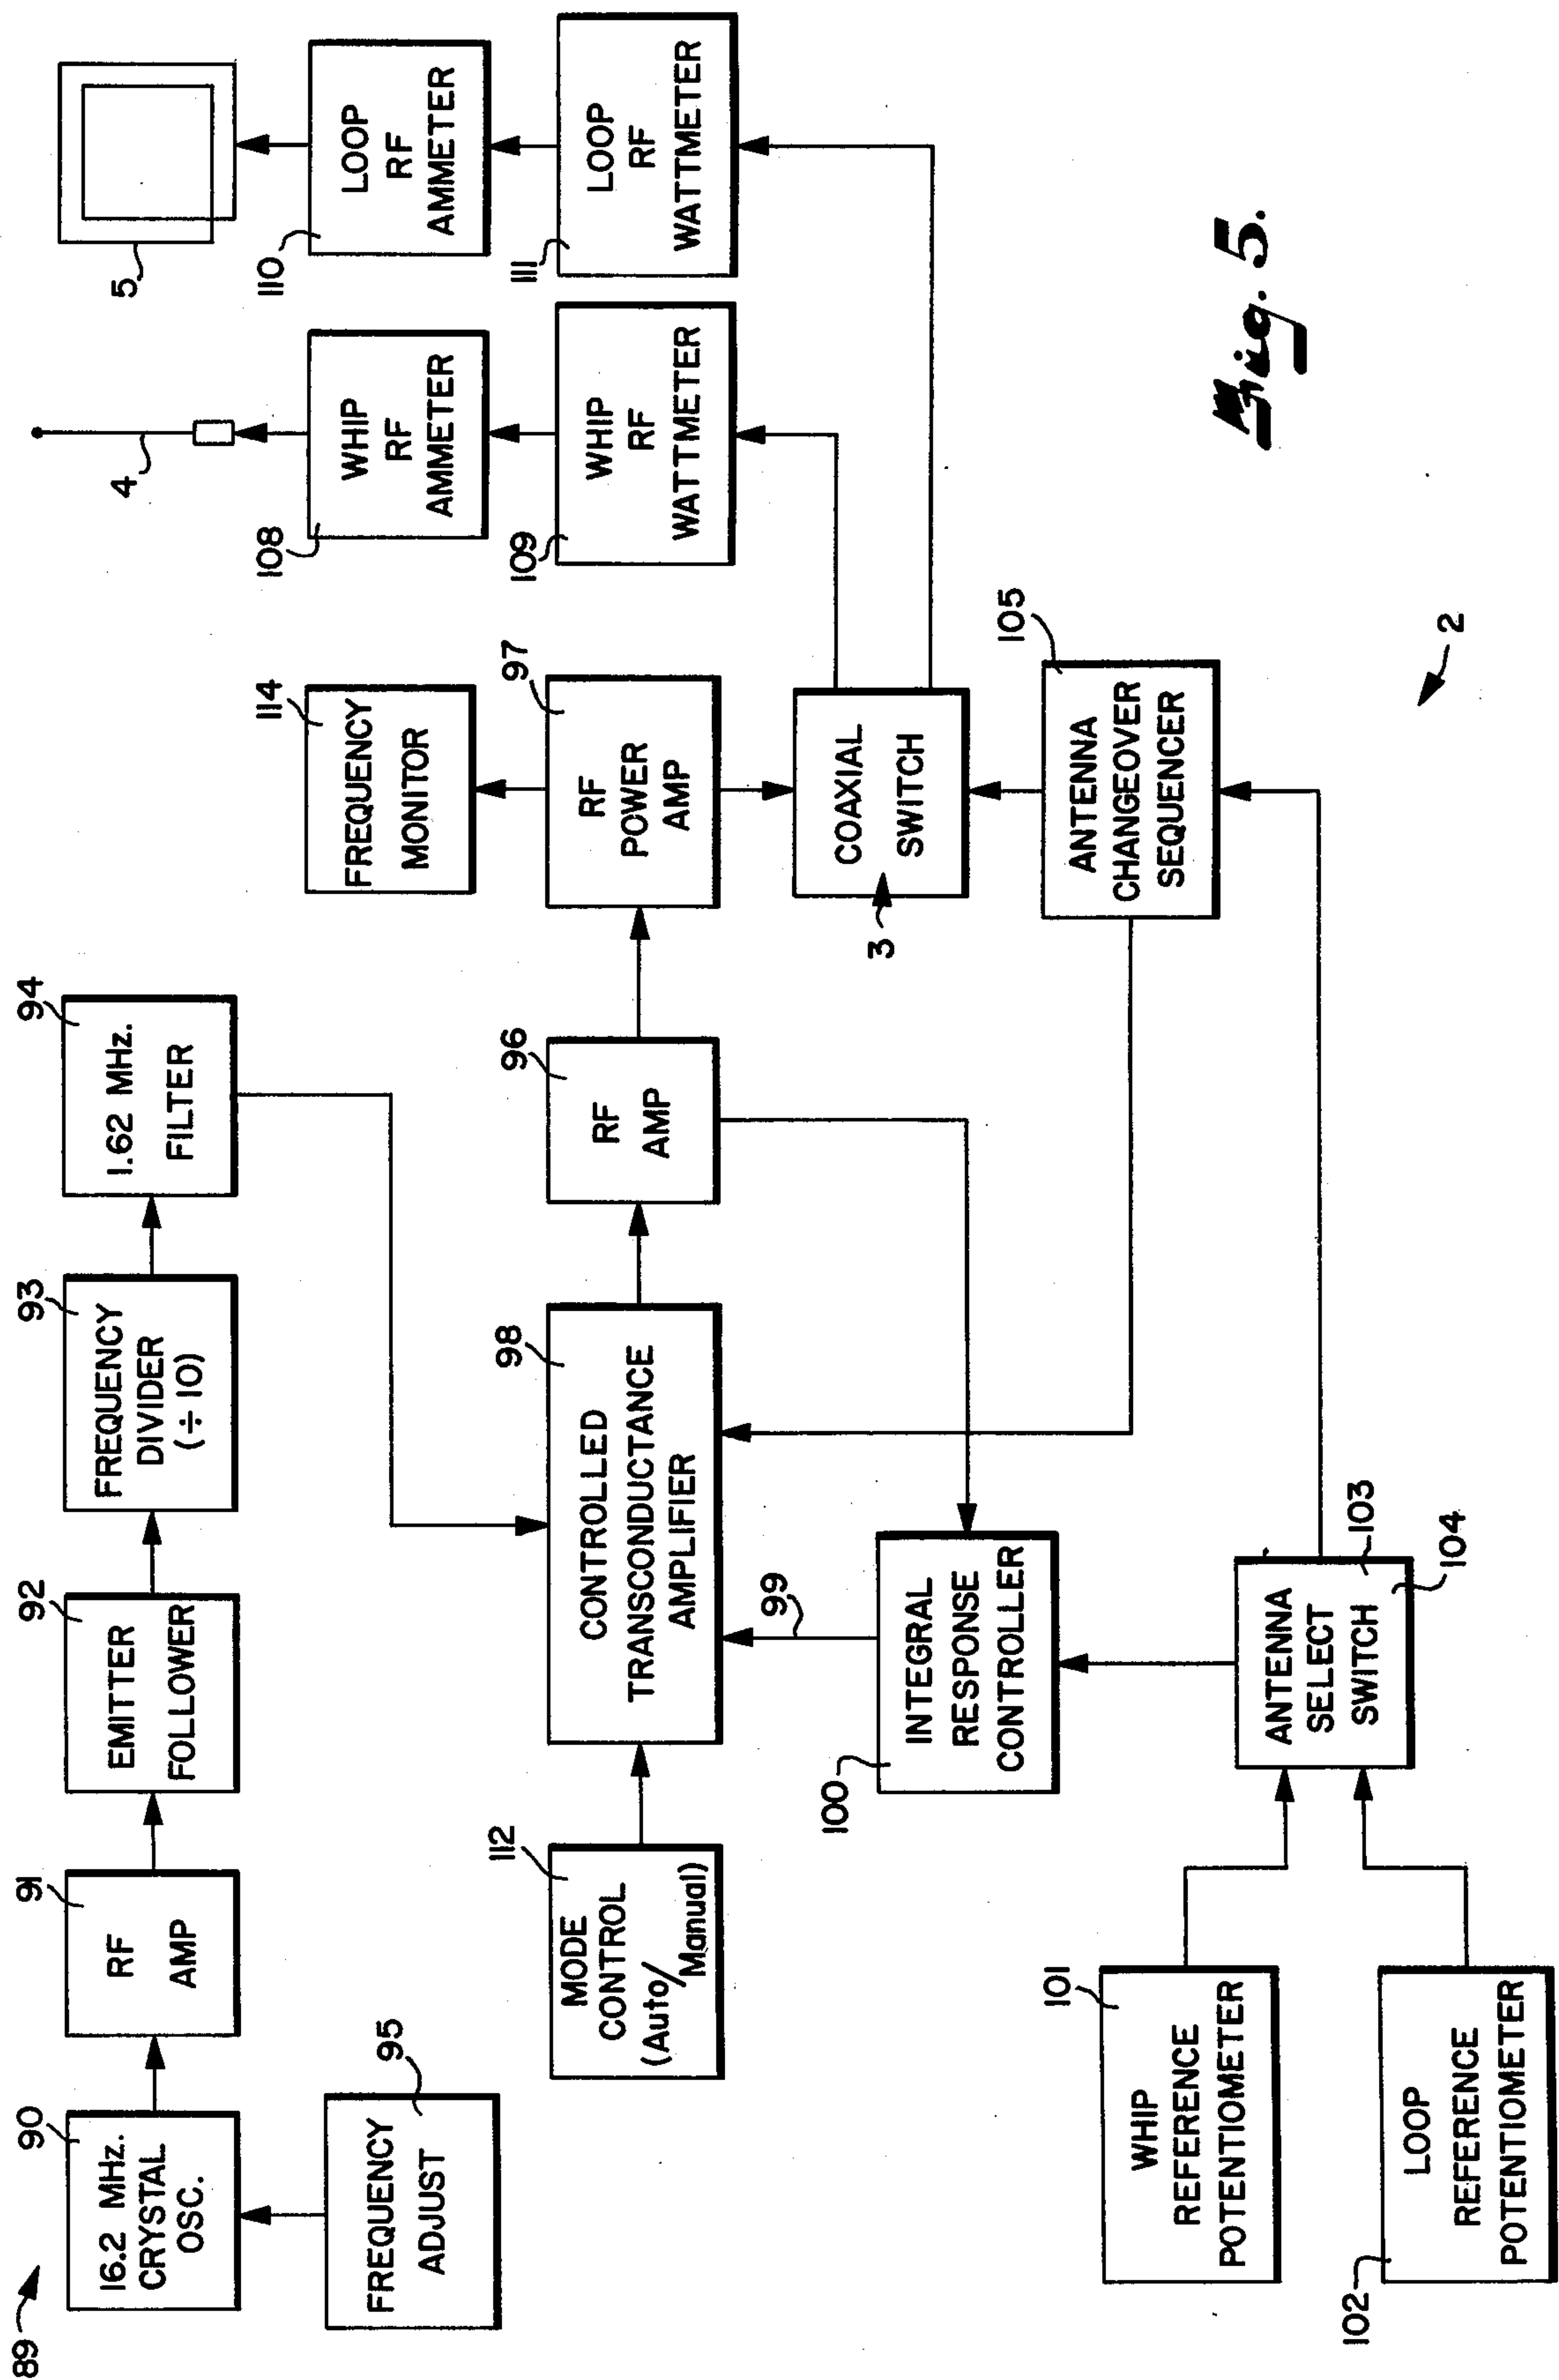 89
90
16.2 MHz.
CRYSTAL
OSC.
91
RF
AMP
92
EMITTER
FOLLOWER
93
FREQUENCY
DIVIDER
(÷10)
94
1.62 MHz.
FILTER
95
FREQUENCY
ADJUST
112
MODE
CONTROL
(Auto/Manual)
98
CONTROLLED
TRANSCONDUCTANCE
AMPLIFIER
96
RF
AMP
97
RF
POWER
AMP
114
FREQUENCY
MONITOR
4
108
WHIP
RF
AMMETER
109
WHIP
RF
WATTMETER
5
110
LOOP
RF
AMMETER
111
LOOP
RF
WATTMETER
99
100
INTEGRAL
RESPONSE
CONTROLLER
3
COAXIAL
SWITCH
105
ANTENNA
CHANGEOVER
SEQUENCER
101
WHIP
REFERENCE
POTENTIOMETER
102
LOOP
REFERENCE
POTENTIOMETER
103
104
ANTENNA
SELECT
SWITCH
2
Fig. 5.